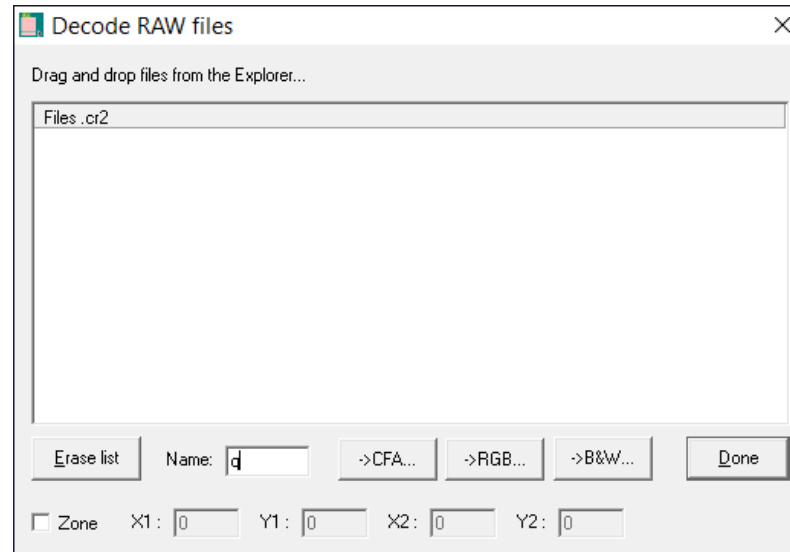 Decode RAW files
Drag and drop files from the Explorer...
Files .cr2
Erase list Name: q ->CFA... ->RGB... ->B&W... Done
Zone X1 : 0 Y1 : 0 X2 : 0 Y2 : 0